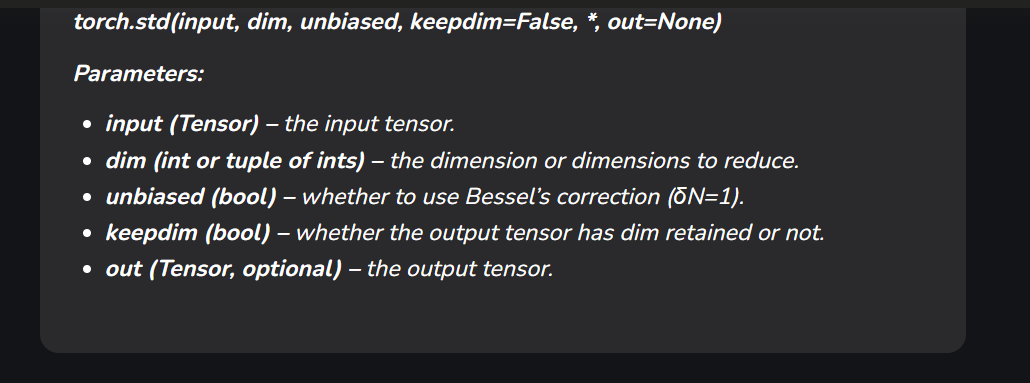 torch.std(input, dim, unbiased, keepdim=False, *, out=None)
Parameters:
• input (Tensor) – the input tensor.
• dim (int or tuple of ints) – the dimension or dimensions to reduce.
• unbiased (bool) – whether to use Bessel’s correction (δN=1).
• keepdim (bool) – whether the output tensor has dim retained or not.
• out (Tensor, optional) – the output tensor.